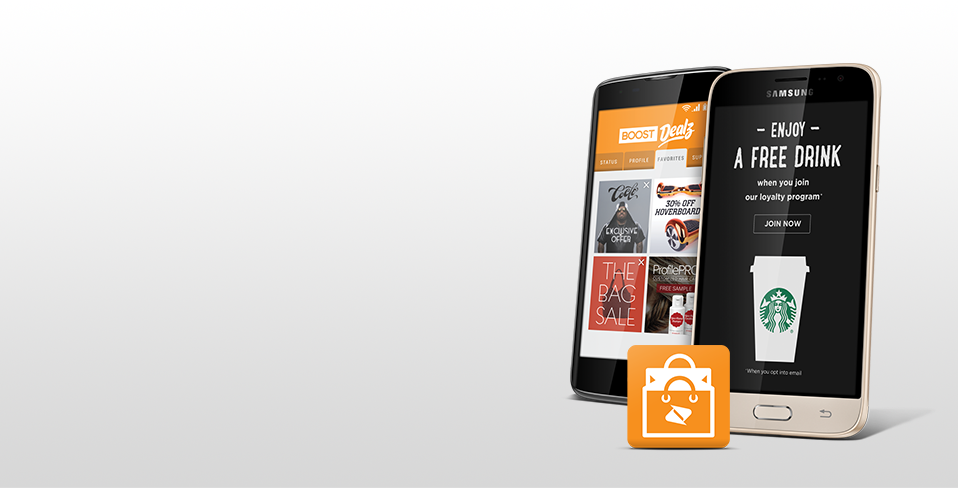 BOOST Dealz
STATUS PROFILE FAVORITES SUP
EXCLUSIVE
OFFER
30% OFF
HOVERBOARD
THE
BAG
SALE
ProfilePRO
FREE SAMPLE
SAMSUNG
– ENJOY –
A FREE DRINK
when you join
our loyalty program*
JOIN NOW
*When you opt into email